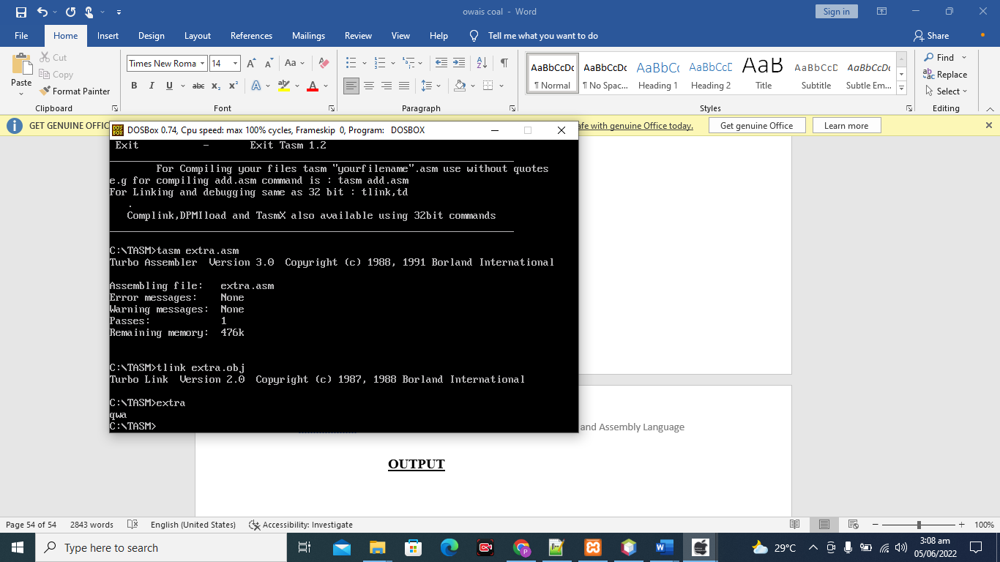 owais coal - Word
Sign in
File Home Insert Design Layout References Mailings Review View Help Tell me what you want to do Share
Paste
Cut
Copy
Format Painter
Times New Roma 14
Aa
B I U abc x₂ x²
AaBbCcDc AaBbCcDc AaBbCc AaBbCcD AaB AaBbCcD AaBbCcDc
¶ Normal ¶ No Spac... Heading 1 Heading 2 Title Subtitle Subtle Em...
Find
Replace
Select
Clipboard Font Paragraph Styles Editing
GET GENUINE OFFIC
afe with genuine Office today. Get genuine Office Learn more
DOSBox 0.74, Cpu speed: max 100% cycles, Frameskip 0, Program: DOSBOX
Exit - Exit Tasm 1.2
For Compiling your files tasm "yourfilename".asm use without quotes
e.g for compiling add.asm command is : tasm add.asm
For Linking and debugging same as 32 bit : tlink,td
.
Complink,DPMIload and TasmX also available using 32bit commands
C:\TASM>tasm extra.asm
Turbo Assembler Version 3.0 Copyright (c) 1988, 1991 Borland International
Assembling file: extra.asm
Error messages: None
Warning messages: None
Passes: 1
Remaining memory: 476k
C:\TASM>tlink extra.obj
Turbo Link Version 2.0 Copyright (c) 1987, 1988 Borland International
C:\TASM>extra
qwa
C:\TASM>
and Assembly Language
OUTPUT
Page 54 of 54 2843 words English (United States) Accessibility: Investigate 100%
Type here to search
29°C
3:08 am
05/06/2022